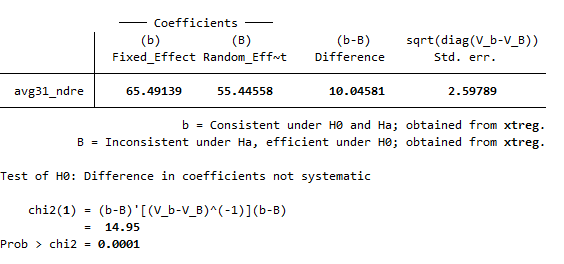 —— Coefficients ——
(b) (B) (b-B) sqrt(diag(V_b-V_B))
Fixed_Effect Random_Eff~t Difference Std. err.
avg31_ndre 65.49139 55.44558 10.04581 2.59789
b = Consistent under H0 and Ha; obtained from xtreg.
B = Inconsistent under Ha, efficient under H0; obtained from xtreg.
Test of H0: Difference in coefficients not systematic
chi2(1) = (b-B)'[(V_b-V_B)^(-1)](b-B)
= 14.95
Prob > chi2 = 0.0001